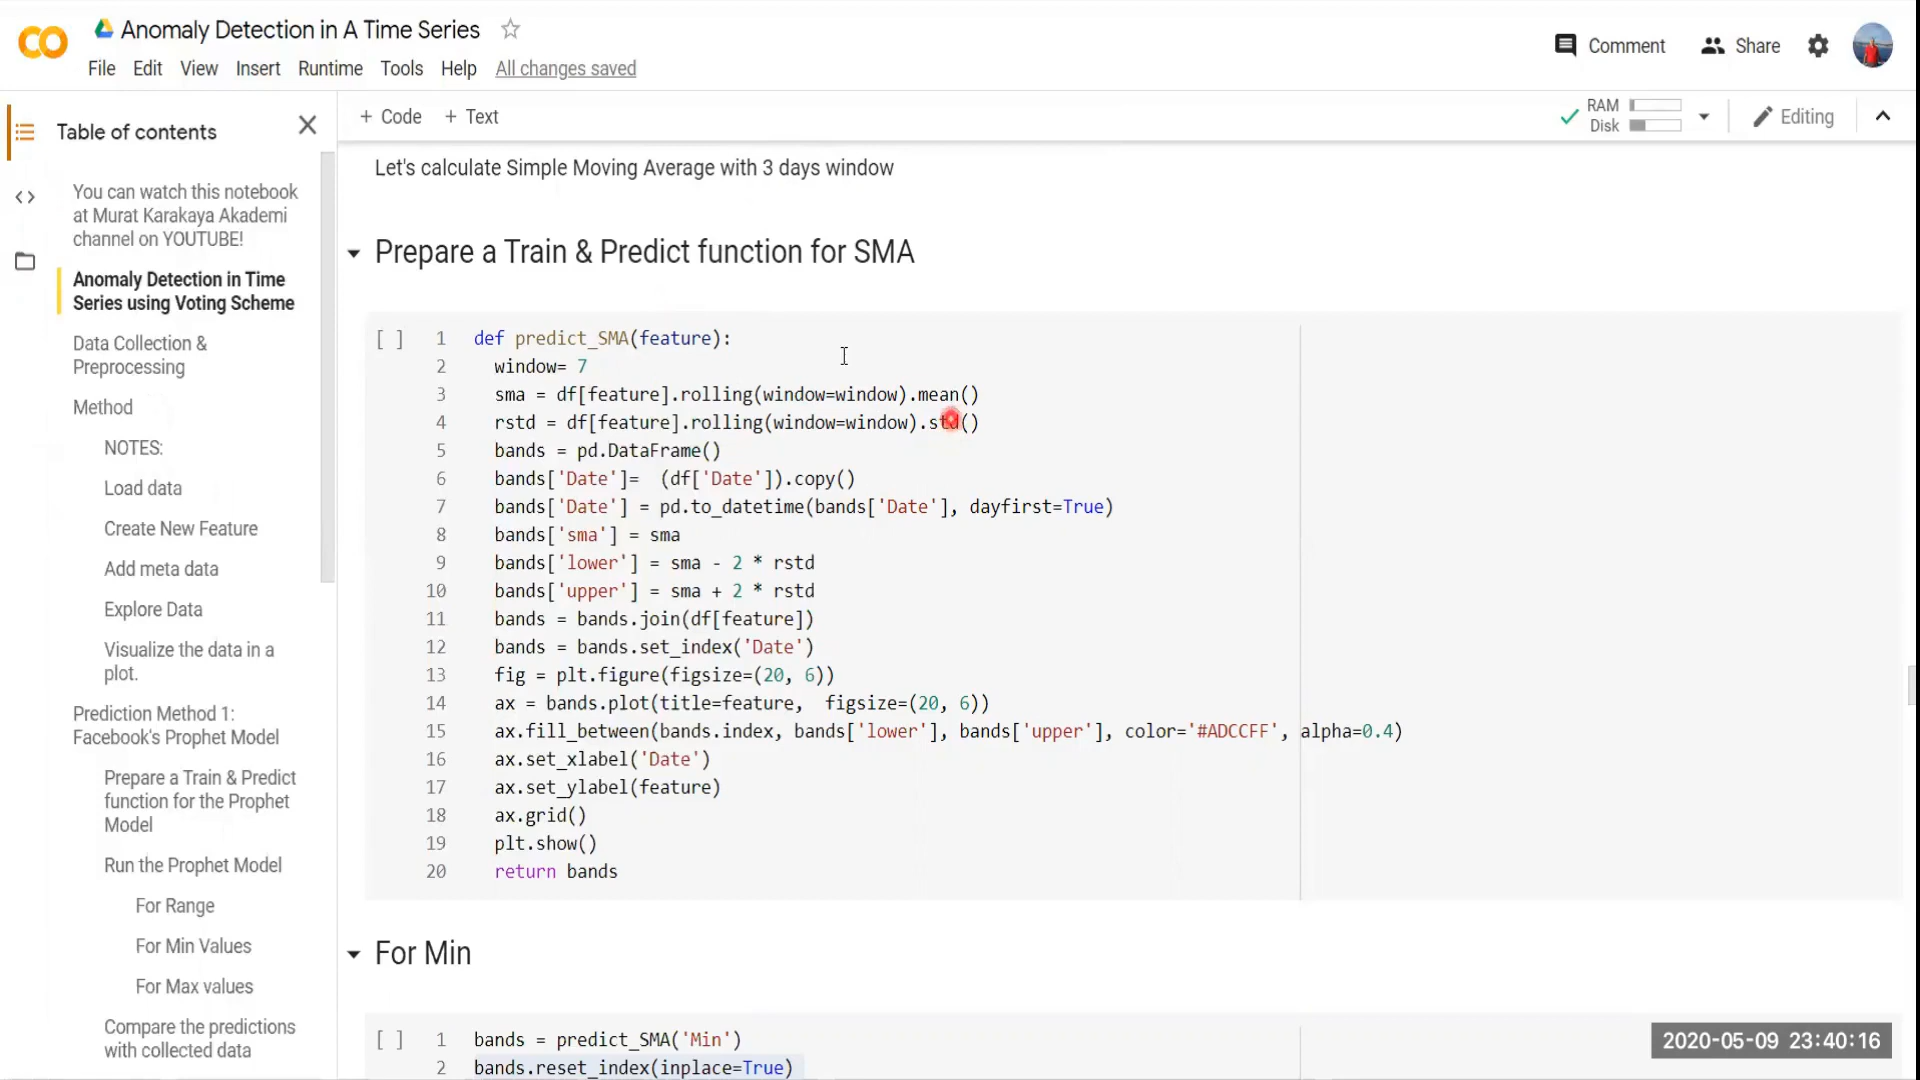 Anomaly Detection in A Time Series
File Edit View Insert Runtime Tools Help All changes saved
Comment Share
Table of contents
You can watch this notebook
at Murat Karakaya Akademi
channel on YOUTUBE!
Anomaly Detection in Time
Series using Voting Scheme
Data Collection &
Preprocessing
Method
NOTES:
Load data
Create New Feature
Add meta data
Explore Data
Visualize the data in a
plot.
Prediction Method 1:
Facebook's Prophet Model
Prepare a Train & Predict
function for the Prophet
Model
Run the Prophet Model
For Range
For Min Values
For Max values
Compare the predictions
with collected data
+ Code + Text
RAM
Disk
Editing
Let's calculate Simple Moving Average with 3 days window
Prepare a Train & Predict function for SMA
[ ] 1 def predict_SMA(feature):
2 window= 7
3 sma = df[feature].rolling(window=window).mean()
4 rstd = df[feature].rolling(window=window).std()
5 bands = pd.DataFrame()
6 bands['Date']=  (df['Date']).copy()
7 bands['Date'] = pd.to_datetime(bands['Date'], dayfirst=True)
8 bands['sma'] = sma
9 bands['lower'] = sma - 2 * rstd
10 bands['upper'] = sma + 2 * rstd
11 bands = bands.join(df[feature])
12 bands = bands.set_index('Date')
13 fig = plt.figure(figsize=(20, 6))
14 ax = bands.plot(title=feature,  figsize=(20, 6))
15 ax.fill_between(bands.index, bands['lower'], bands['upper'], color='#ADCCFF', alpha=0.4)
16 ax.set_xlabel('Date')
17 ax.set_ylabel(feature)
18 ax.grid()
19 plt.show()
20 return bands
For Min
[ ] 1 bands = predict_SMA('Min')
2 bands.reset_index(inplace=True)
2020-05-09 23:40:16